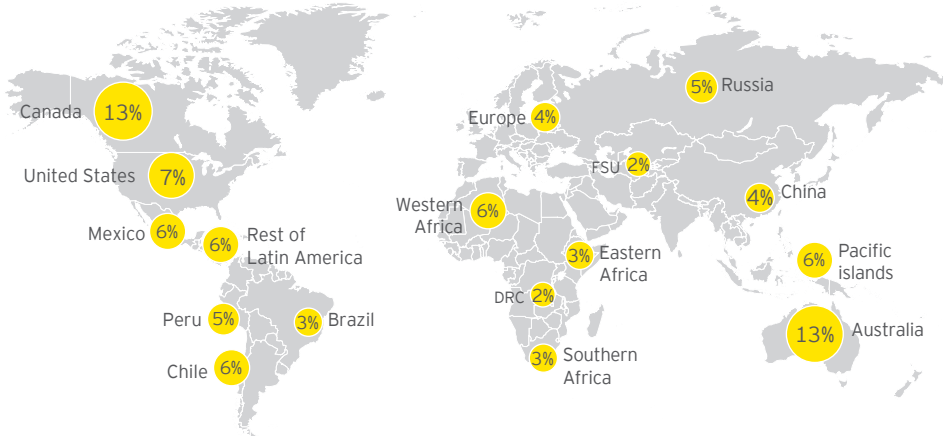 Canada 13%
United States 7%
Mexico 6%
6% Rest of
Latin America
Peru 5%
3% Brazil
Chile 6%
Europe 4%
5% Russia
FSU 2%
4% China
Western
Africa 6%
3% Eastern
Africa
DRC 2%
3% Southern
Africa
6% Pacific
islands
13% Australia